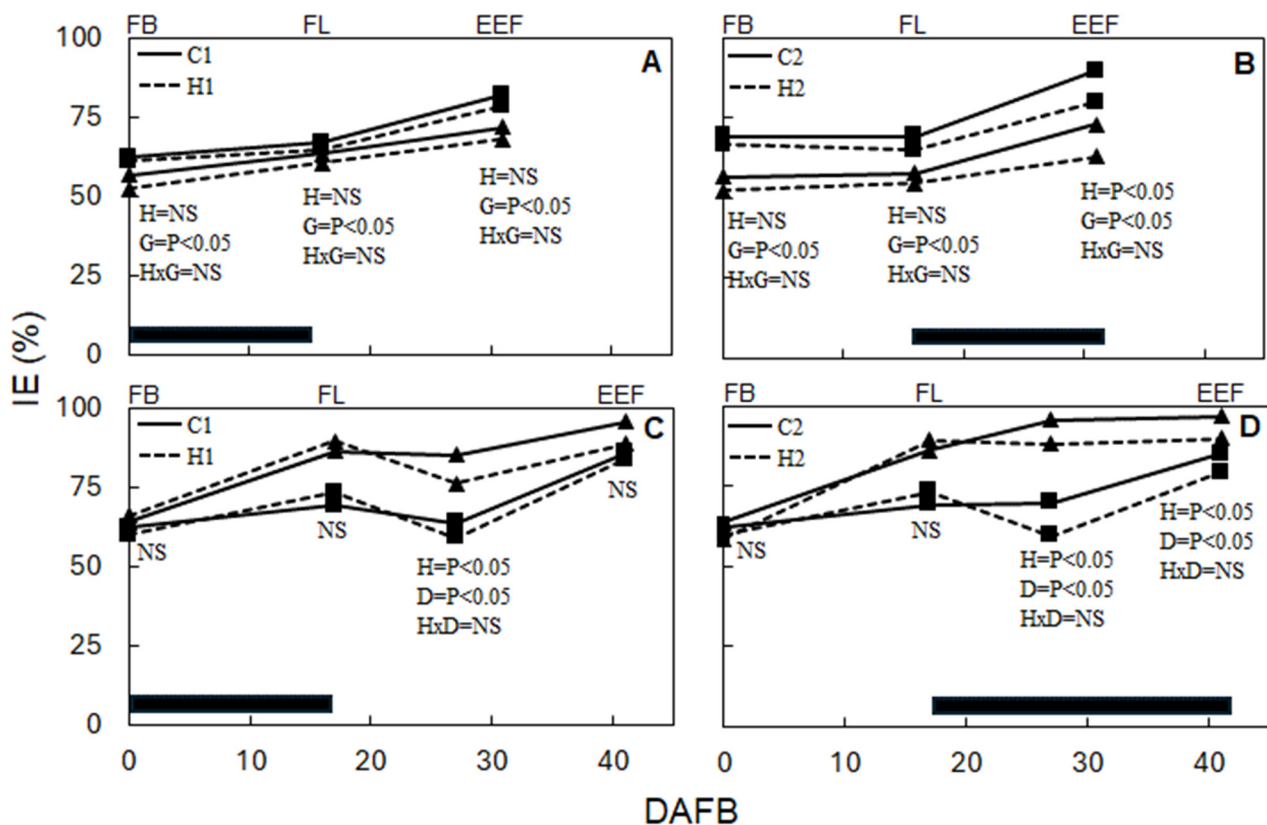 FB FL EEF
100
C1
H1
A
75
50
25
0
H=NS
G=P<0.05
HxG=NS
H=NS
G=P<0.05
HxG=NS
H=NS
G=P<0.05
HxG=NS
FB FL EEF
C2
H2
B
H=NS
G=P<0.05
HxG=NS
H=NS
G=P<0.05
HxG=NS
H=P<0.05
G=P<0.05
HxG=NS
IE (%)
FB FL EEF
100
C1
H1
C
75
50
25
0
NS
NS
H=P<0.05
D=P<0.05
HxD=NS
NS
0 10 20 30 40
FB FL EEF
C2
H2
D
NS
NS
H=P<0.05
D=P<0.05
HxD=NS
H=P<0.05
D=P<0.05
HxD=NS
0 10 20 30 40
DAFB